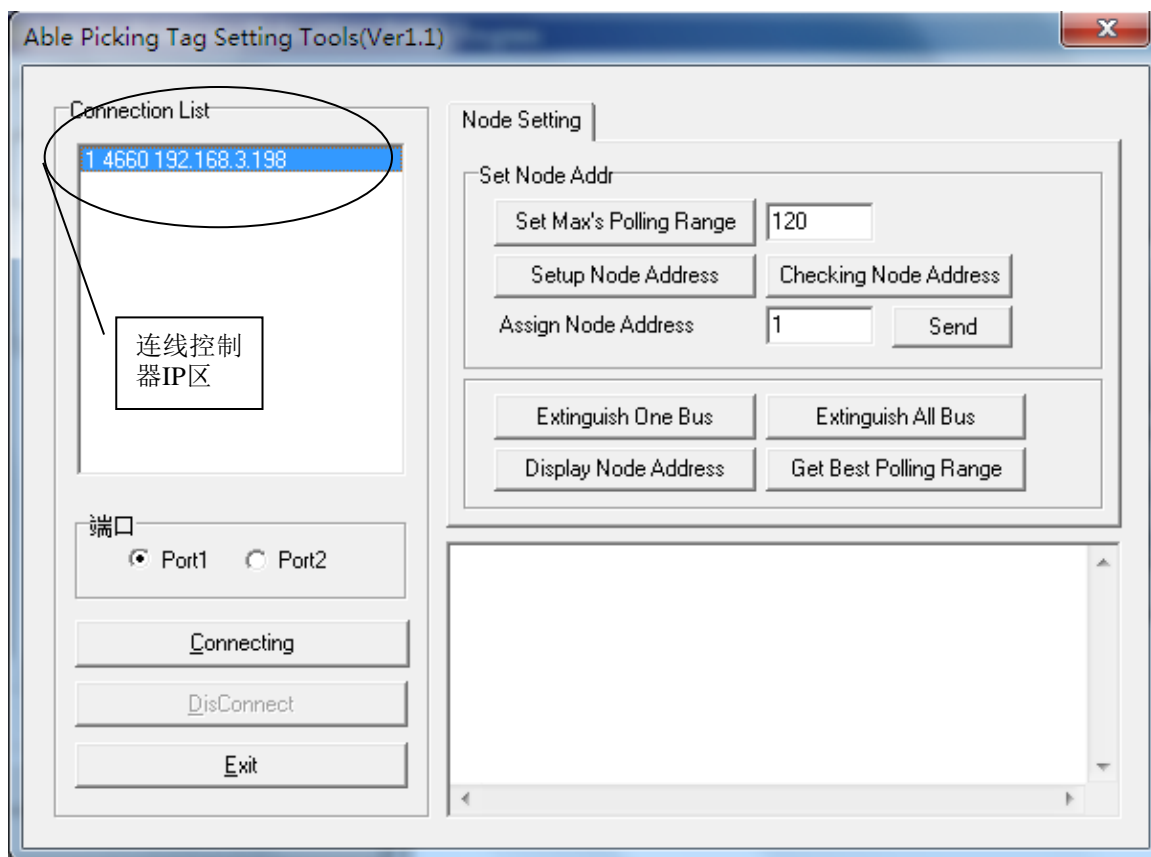 Able Picking Tag Setting Tools(Ver1.1)
Connection List
1 4660 192.168.3.198
连线控制
器IP区
端口
Port1
Port2
Connecting
DisConnect
Exit
Node Setting
Set Node Addr
Set Max's Polling Range
120
Setup Node Address
Checking Node Address
Assign Node Address
1
Send
Extinguish One Bus
Extinguish All Bus
Display Node Address
Get Best Polling Range